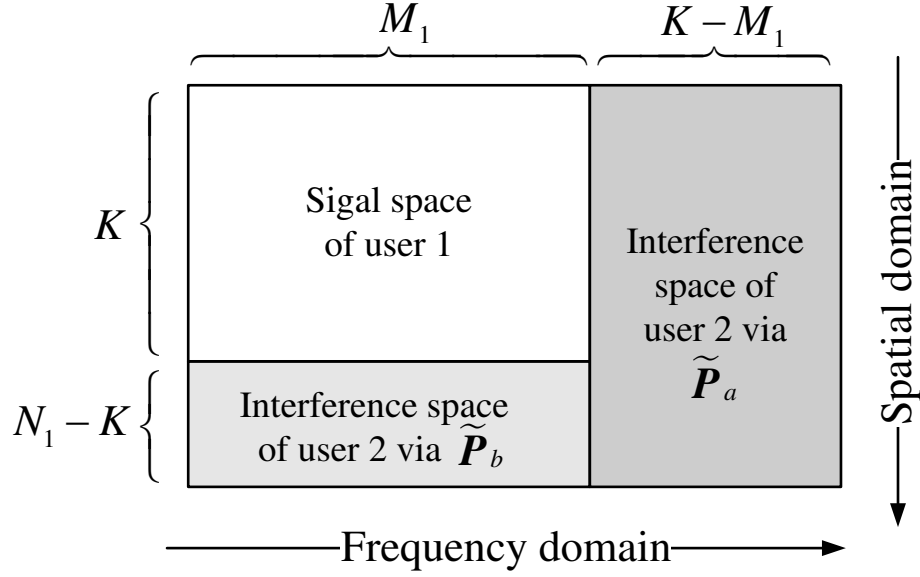 M₁
K − M₁
K
Sigal space
of user 1
Interference
space of
user 2 via
P̃ₐ
N₁ − K
Interference space
of user 2 via P̃_b
Spatial domain
Frequency domain